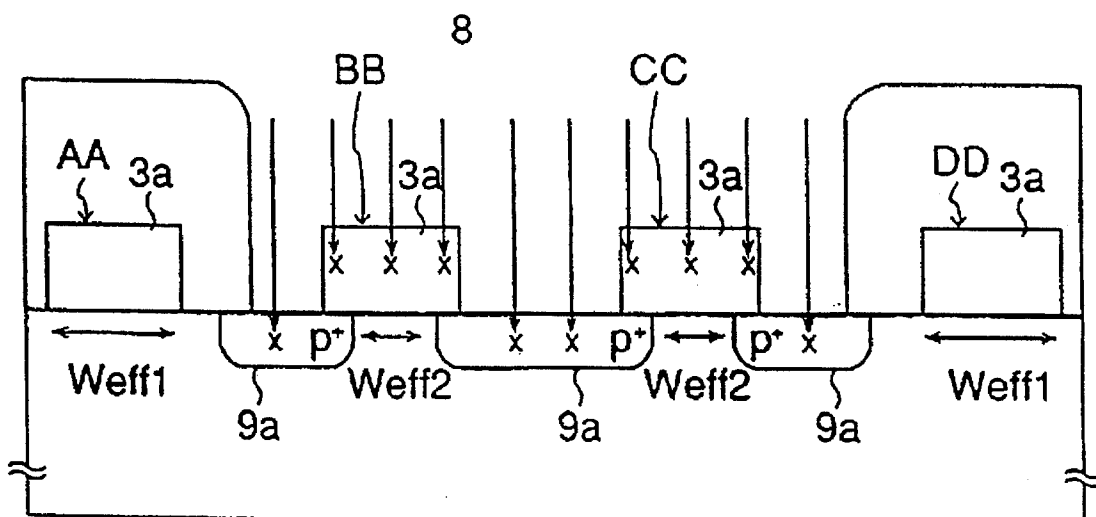 8
BB CC
AA 3a 3a 3a DD 3a
x x x x x x
x p+ x x p+ p+ x
Weff1 Weff2 Weff2 Weff1
9a 9a 9a